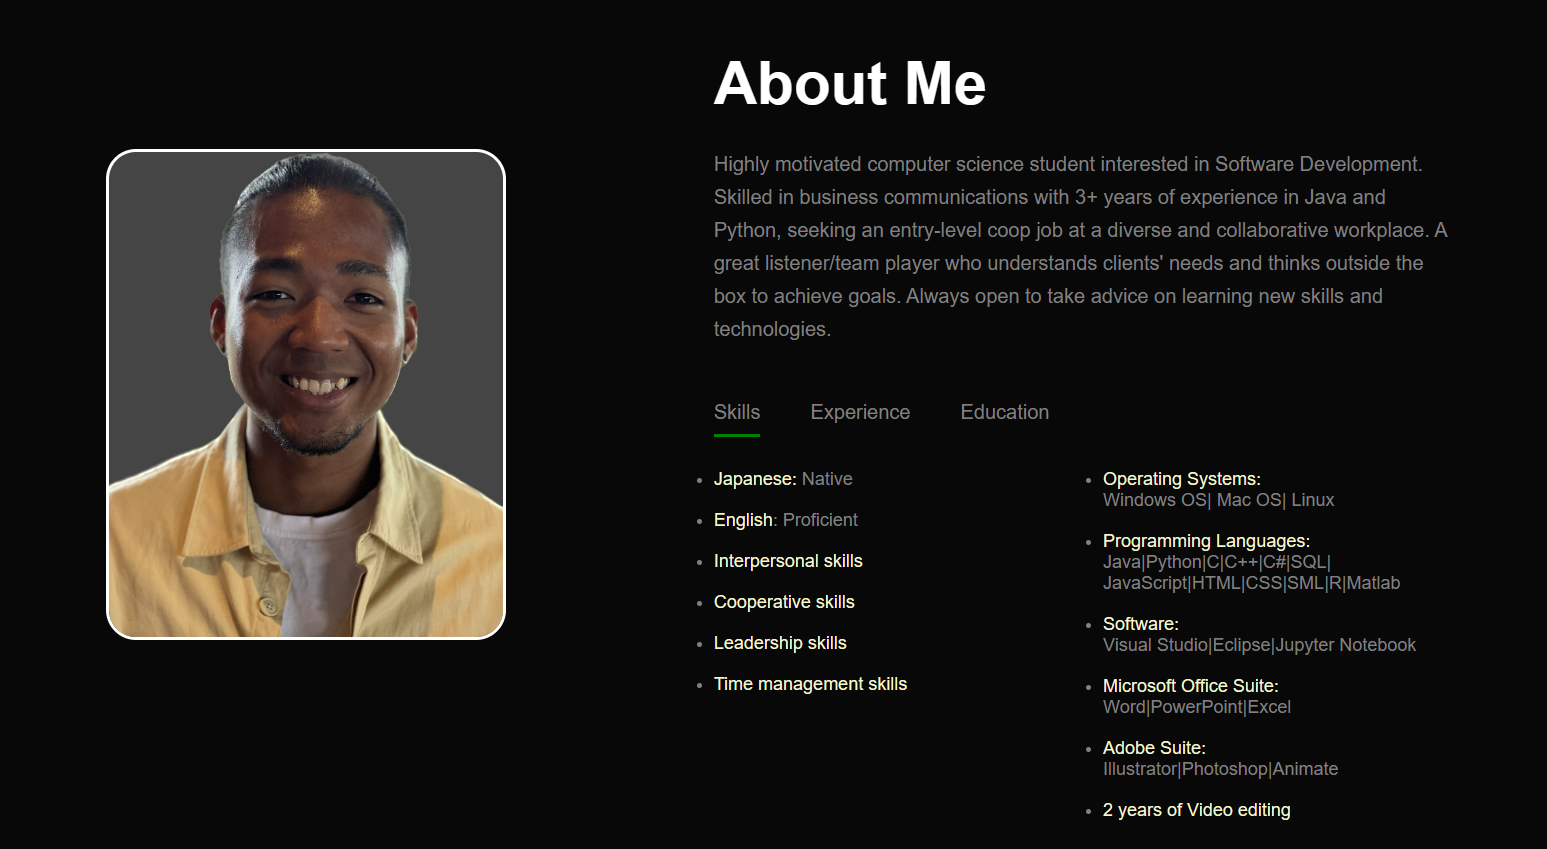 About Me
Highly motivated computer science student interested in Software Development.
Skilled in business communications with 3+ years of experience in Java and
Python, seeking an entry-level coop job at a diverse and collaborative workplace. A
great listener/team player who understands clients' needs and thinks outside the
box to achieve goals. Always open to take advice on learning new skills and
technologies.
Skills Experience Education
Japanese: Native
English: Proficient
Interpersonal skills
Cooperative skills
Leadership skills
Time management skills
Operating Systems:
Windows OS| Mac OS| Linux
Programming Languages:
Java|Python|C|C++|C#|SQL|
JavaScript|HTML|CSS|SML|R|Matlab
Software:
Visual Studio|Eclipse|Jupyter Notebook
Microsoft Office Suite:
Word|PowerPoint|Excel
Adobe Suite:
Illustrator|Photoshop|Animate
2 years of Video editing